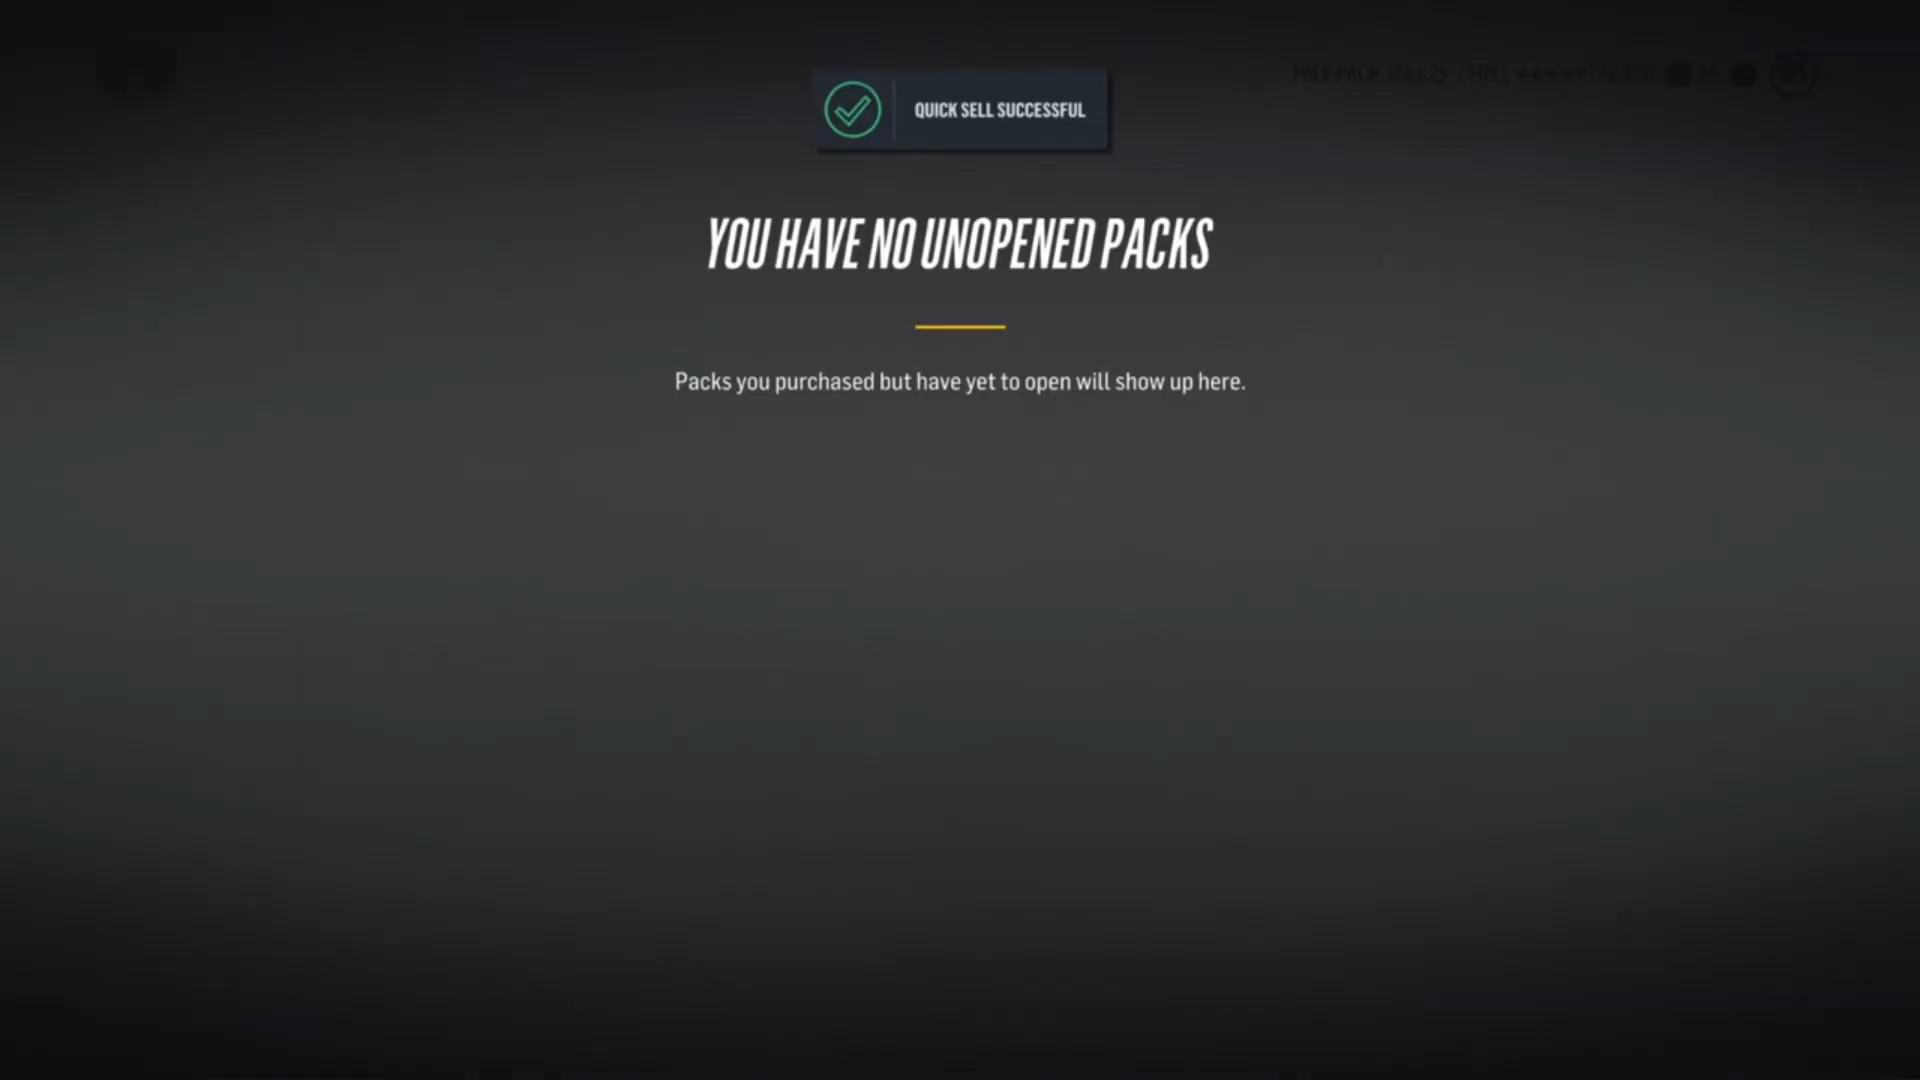 QUICK SELL SUCCESSFUL
YOU HAVE NO UNOPENED PACKS
Packs you purchased but have yet to open will show up here.